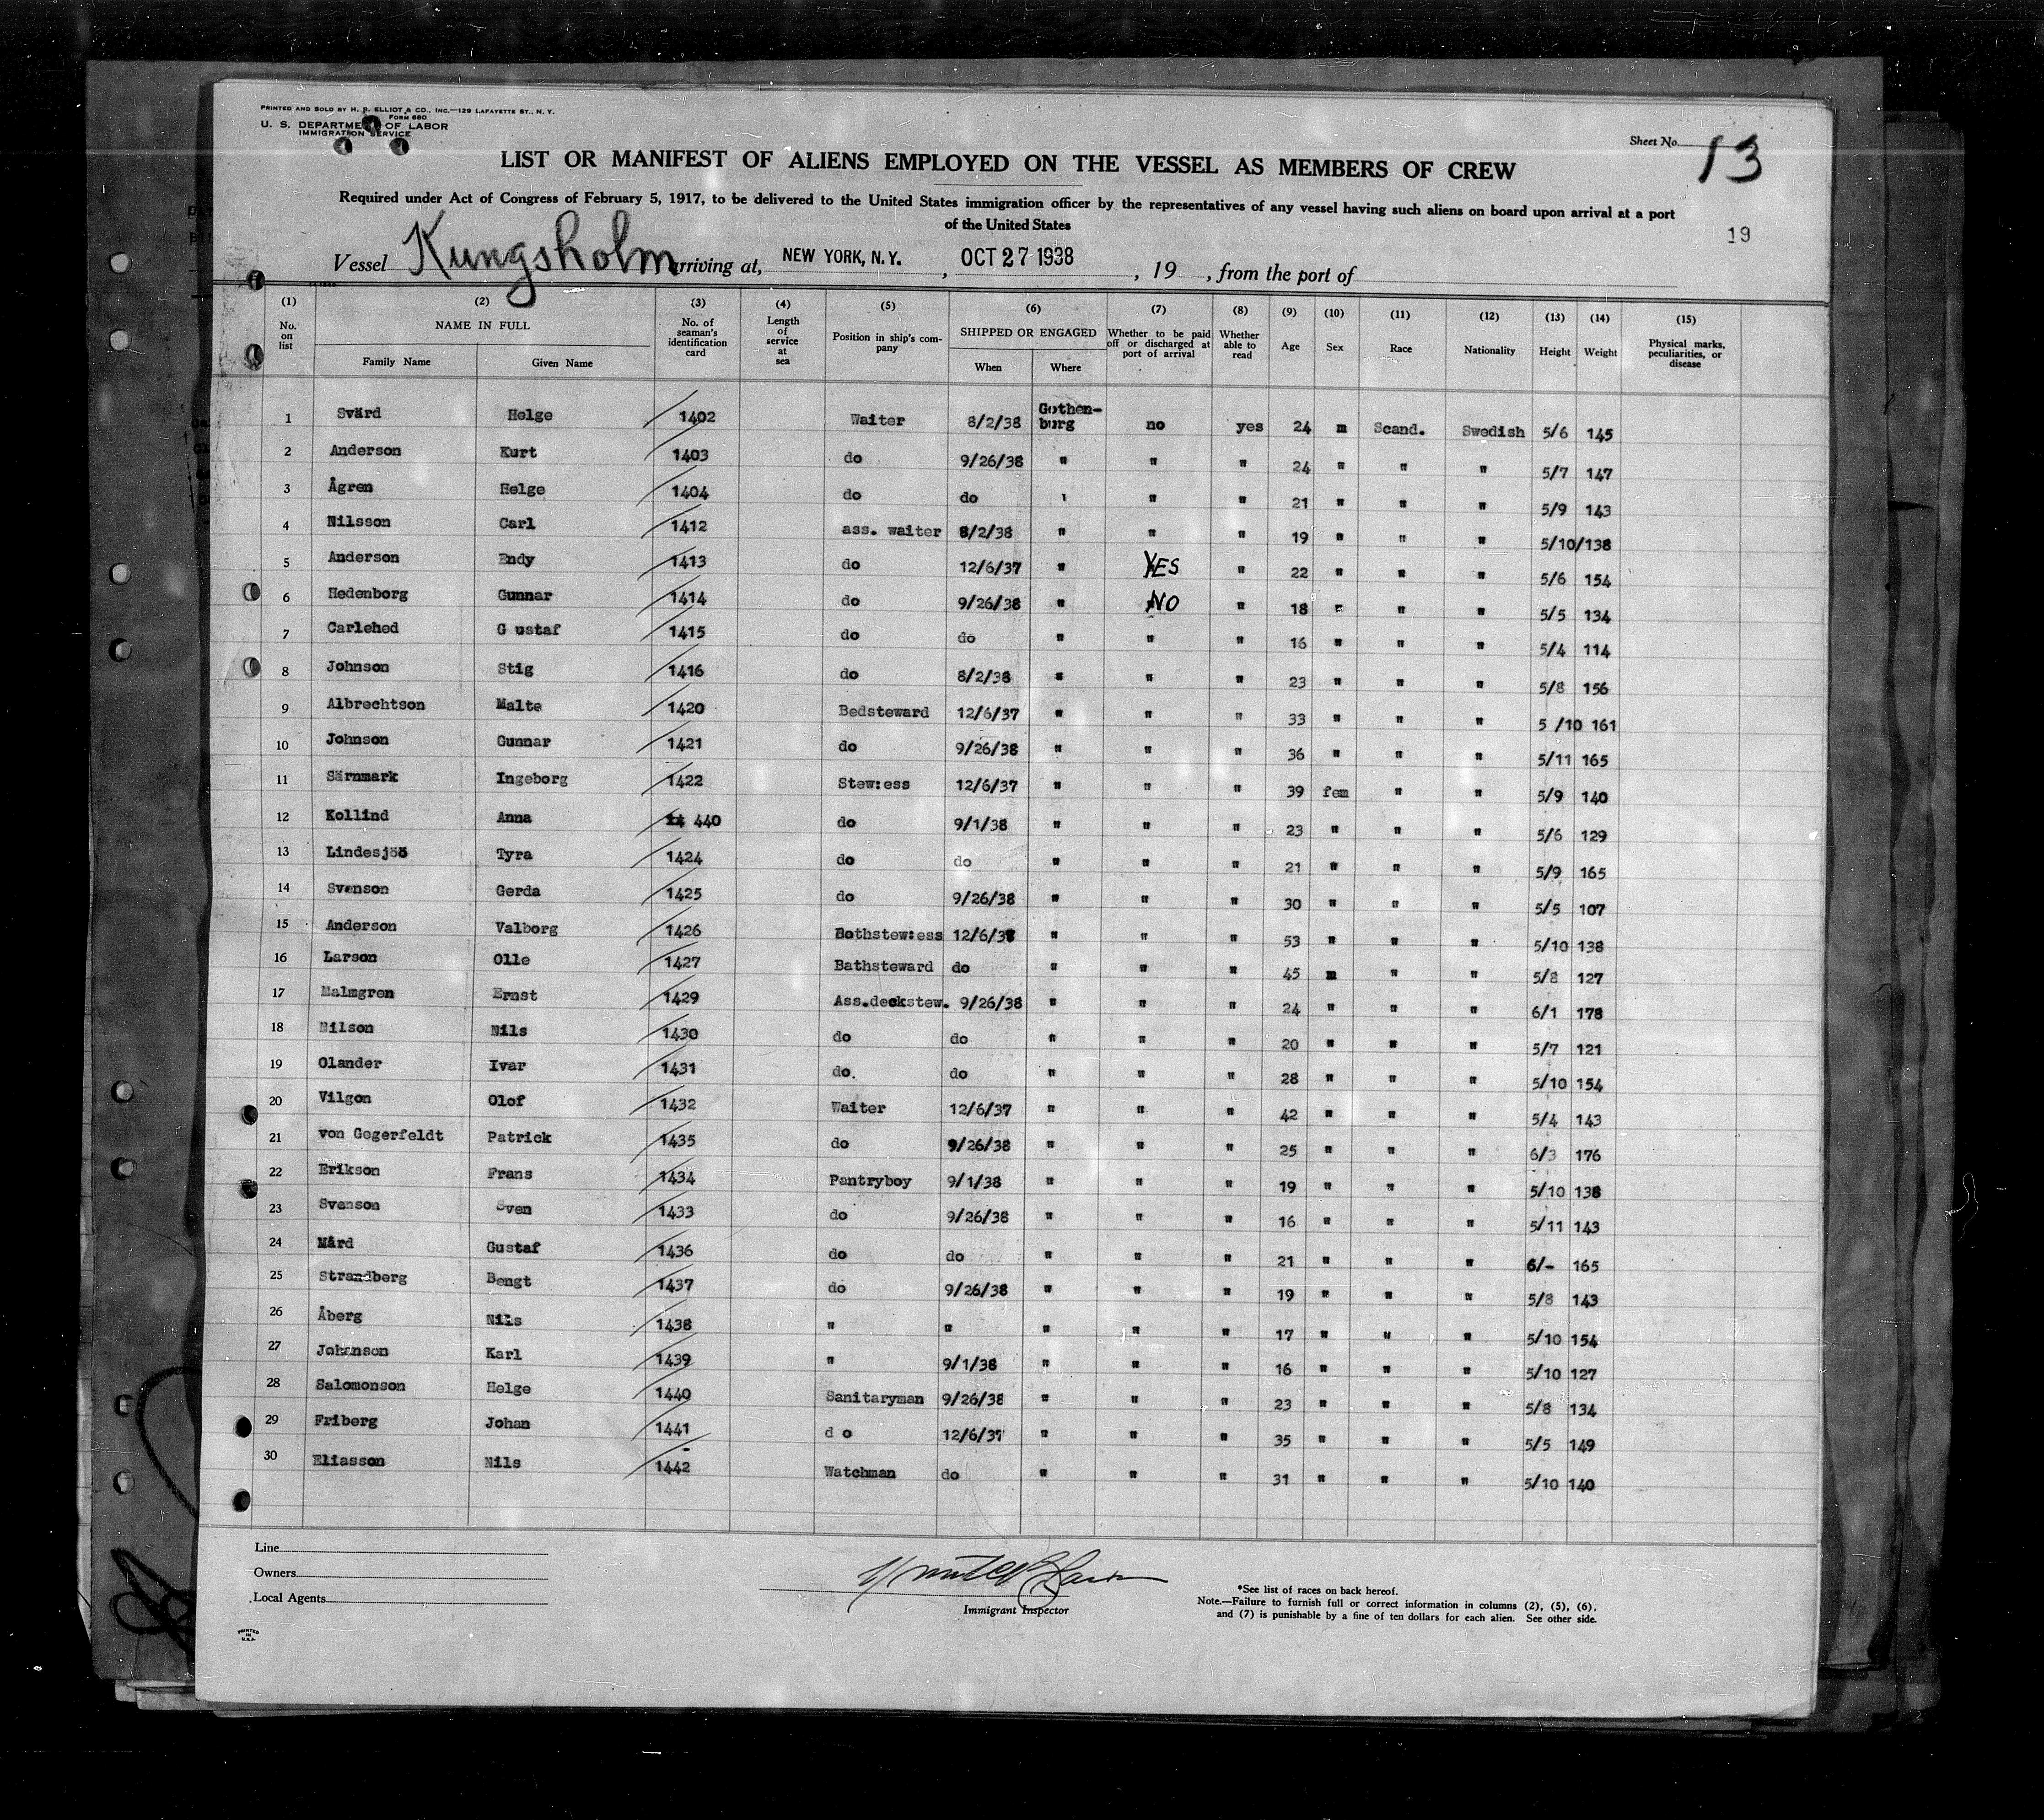 PRINTED AND SOLD BY H. S. ELLIOT & CO., INC.—129 LAFAYETTE ST., N. Y.
FORM 680
U. S. DEPARTMENT OF LABOR
IMMIGRATION SERVICE
Sheet No. 13
LIST OR MANIFEST OF ALIENS EMPLOYED ON THE VESSEL AS MEMBERS OF CREW
Required under Act of Congress of February 5, 1917, to be delivered to the United States immigration officer by the representatives of any vessel having such aliens on board upon arrival at a port
of the United States
19
Vessel Kungsholm arriving at, NEW YORK, N.Y. , OCT 27 1938 , 19 , from the port of
(1) (2) (3) (4) (5) (6) (7) (8) (9) (10) (11) (12) (13) (14) (15)
No. on list NAME IN FULL Family Name Given Name No. of seaman's identification card Length of service at sea Position in ship's company SHIPPED OR ENGAGED When Where Whether to be paid off or discharged at port of arrival Whether able to read Age Sex Race Nationality Height Weight Physical marks, peculiarities, or disease
1 Svärd Helge 1402 Waiter 8/2/38 Gothen-burg no yes 24 m Scand. Swedish 5/6 145
2 Anderson Kurt 1403 do 9/26/38 " " " 24 " " " 5/7 147
3 Ågren Helge 1404 do do " " " 21 " " " 5/9 143
4 Nilsson Carl 1412 ass. waiter 8/2/38 " " " 19 " " " 5/10/138
5 Anderson Endy 1413 do 12/6/37 " YES " 22 " " " 5/6 154
6 Hedenborg Gunnar 1414 do 9/26/38 " NO " 18 " " " 5/5 134
7 Carlehed G ustaf 1415 do do " " " 16 " " " 5/4 114
8 Johnson Stig 1416 do 8/2/38 " " " 23 " " " 5/8 156
9 Albrechtson Malte 1420 Bedsteward 12/6/37 " " " 33 " " " 5 /10 161
10 Johnson Gunnar 1421 do 9/26/38 " " " 36 " " " 5/11 165
11 Särnmark Ingeborg 1422 Stew:ess 12/6/37 " " " 39 fem " " 5/9 140
12 Kollind Anna 440 do 9/1/38 " " " 23 " " " 5/6 129
13 Lindesjöö Tyra 1424 do do " " " 21 " " " 5/9 165
14 Svenson Gerda 1425 do 9/26/38 " " " 30 " " " 5/5 107
15 Anderson Valborg 1426 Bathstew:ess 12/6/37 " " " 53 " " " 5/10 138
16 Larson Olle 1427 Bathsteward do " " " 45 m " " 5/8 127
17 Malmgren Ernst 1429 Ass.deckstew. 9/26/38 " " " 24 " " " 6/1 178
18 Nilson Nils 1430 do do " " " 20 " " " 5/7 121
19 Olander Ivar 1431 do. do " " " 28 " " " 5/10 154
20 Vilgon Olof 1432 Waiter 12/6/37 " " " 42 " " " 5/4 143
21 von Gegerfeldt Patrick 1435 do 9/26/38 " " " 25 " " " 6/3 176
22 Erikson Frans 1434 Pantryboy 9/1/38 " " " 19 " " " 5/10 138
23 Svenson Sven 1433 do 9/26/38 " " " 16 " " " 5/11 143
24 Mård Gustaf 1436 do do " " " 21 " " " 6/- 165
25 Strandberg Bengt 1437 do 9/26/38 " " " 19 " " " 5/8 143
26 Åberg Nils 1438 " " " " " 17 " " " 5/10 154
27 Johanson Karl 1439 " 9/1/38 " " " 16 " " " 5/10 127
28 Salomonson Helge 1440 Sanitaryman 9/26/38 " " " 23 " " " 5/8 134
29 Friberg Johan 1441 d o 12/6/37 " " " 35 " " " 5/5 149
30 Eliasson Nils 1442 Watchman do " " " 31 " " " 5/10 140
Line
Owners
Local Agents
Immigrant Inspector
*See list of races on back hereof.
Note.—Failure to furnish full or correct information in columns (2), (5), (6),
and (7) is punishable by a fine of ten dollars for each alien. See other side.
PRINTED
IN
U.S.A.